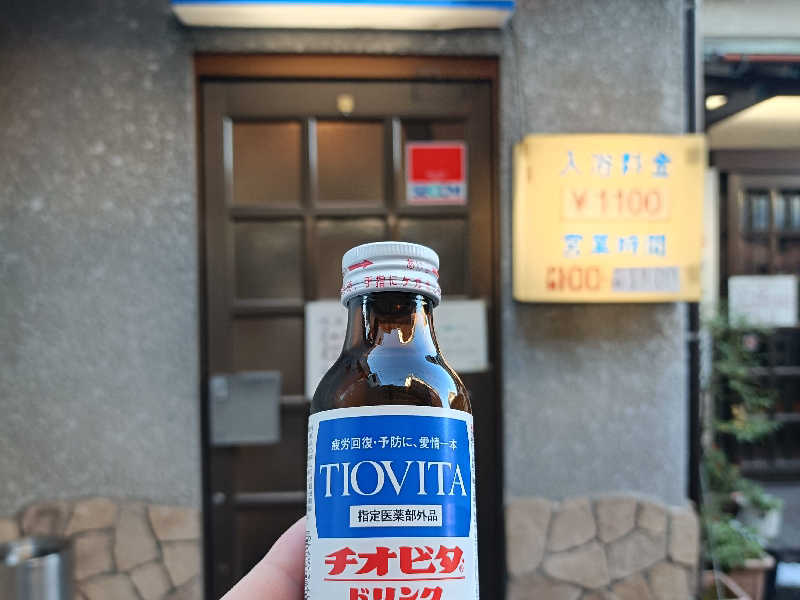 入浴料金
¥1100
営業時間
疲労回復・予防に、愛情一本
TIOVITA
指定医薬部外品
チオビタ
ドリンク